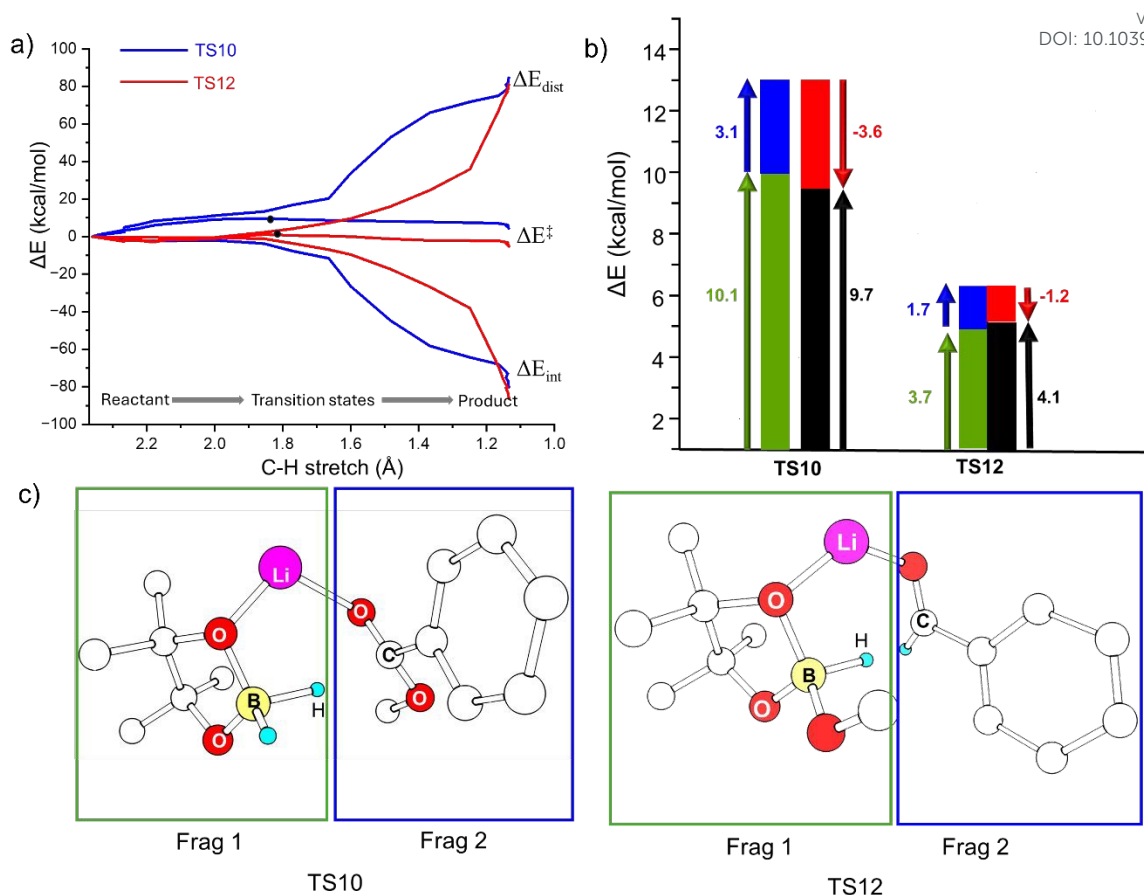 v
DOI: 10.1039
a)
TS10
TS12
ΔE (kcal/mol)
100
80
60
40
20
0
−20
−40
−60
−80
−100
ΔE_dist
ΔE‡
ΔE_int
Reactant Transition states Product
2.2 2.0 1.8 1.6 1.4 1.2 1.0
C-H stretch (Å)
b)
ΔE (kcal/mol)
14
12
10
8
6
4
2
3.1
-3.6
10.1
9.7
1.7
-1.2
3.7
4.1
TS10 TS12
c)
Li
O
O
C
O
B
H
O
Frag 1 Frag 2
TS10
Li
O
C
H
B
O
Frag 1 Frag 2
TS12